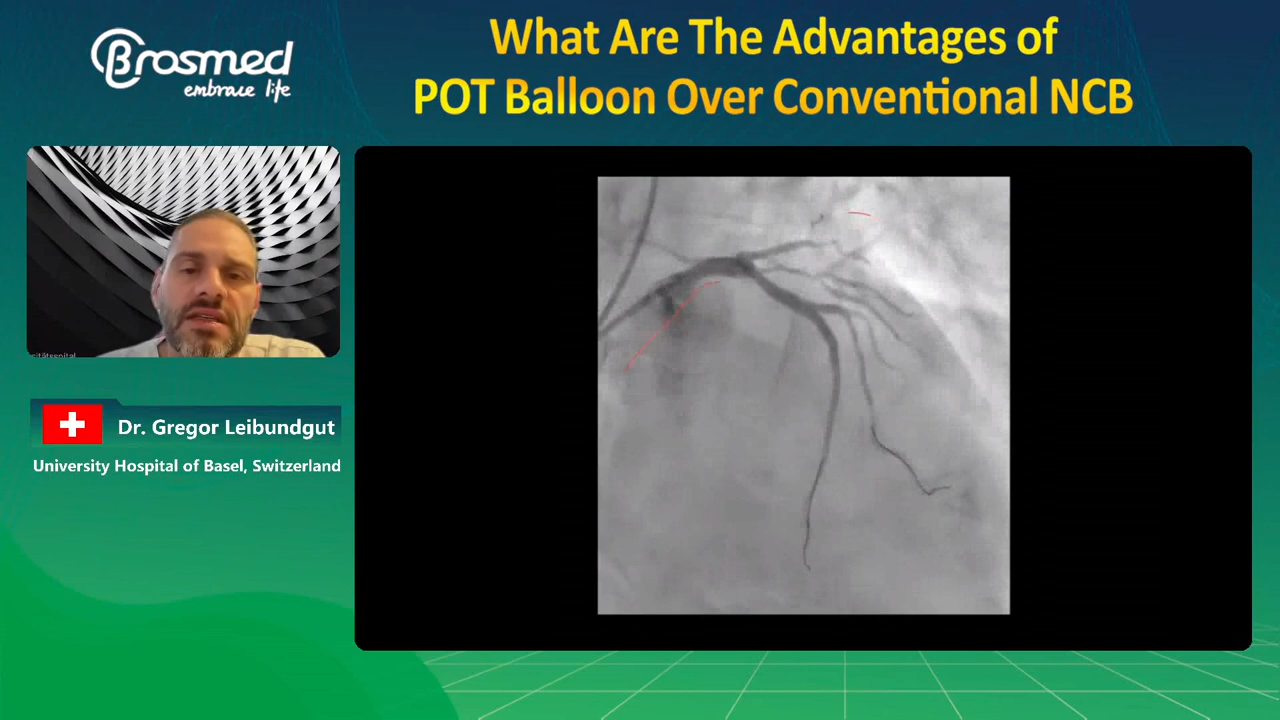 Brosmed
embrace life
What Are The Advantages of
POT Balloon Over Conventional NCB
sitätsspital
Dr. Gregor Leibundgut
University Hospital of Basel, Switzerland